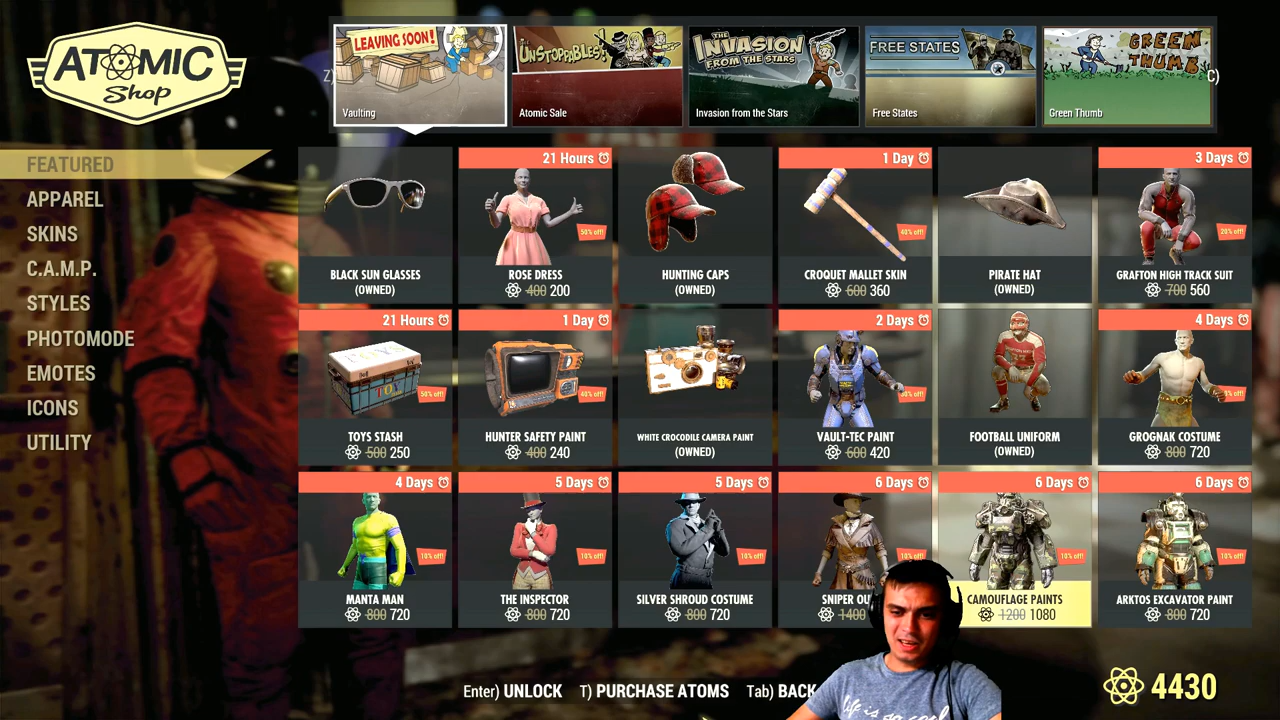 ATOMIC
Shop
LEAVING SOON!
Vaulting
THE
UNSTOPPABLES!
Atomic Sale
THE
INVASION
FROM THE STARS
Invasion from the Stars
FREE STATES
Free States
GREEN
THUMB
Green Thumb
Z)
C)
FEATURED
APPAREL
SKINS
C.A.M.P.
STYLES
PHOTOMODE
EMOTES
ICONS
UTILITY
BLACK SUN GLASSES
(OWNED)
21 Hours
50% off!
ROSE DRESS
400 200
HUNTING CAPS
(OWNED)
1 Day
40% off!
CROQUET MALLET SKIN
600 360
PIRATE HAT
(OWNED)
3 Days
20% off!
GRAFTON HIGH TRACK SUIT
700 560
21 Hours
TOYS
TOY
50% off!
TOYS STASH
500 250
1 Day
40% off!
HUNTER SAFETY PAINT
400 240
WHITE CROCODILE CAMERA PAINT
(OWNED)
2 Days
VAULT-TEC PAINT
600 420
FOOTBALL UNIFORM
(OWNED)
4 Days
GROGNAK COSTUME
800 720
4 Days
10% off!
MANTA MAN
800 720
5 Days
10% off!
THE INSPECTOR
800 720
5 Days
10% off!
SILVER SHROUD COSTUME
800 720
6 Days
10% off!
SNIPER
1400
6 Days
10% off!
CAMOUFLAGE PAINTS
1200 1080
6 Days
10% off!
ARKTOS EXCAVATOR PAINT
800 720
life is so cool
Enter) UNLOCK T) PURCHASE ATOMS Tab) BACK
4430